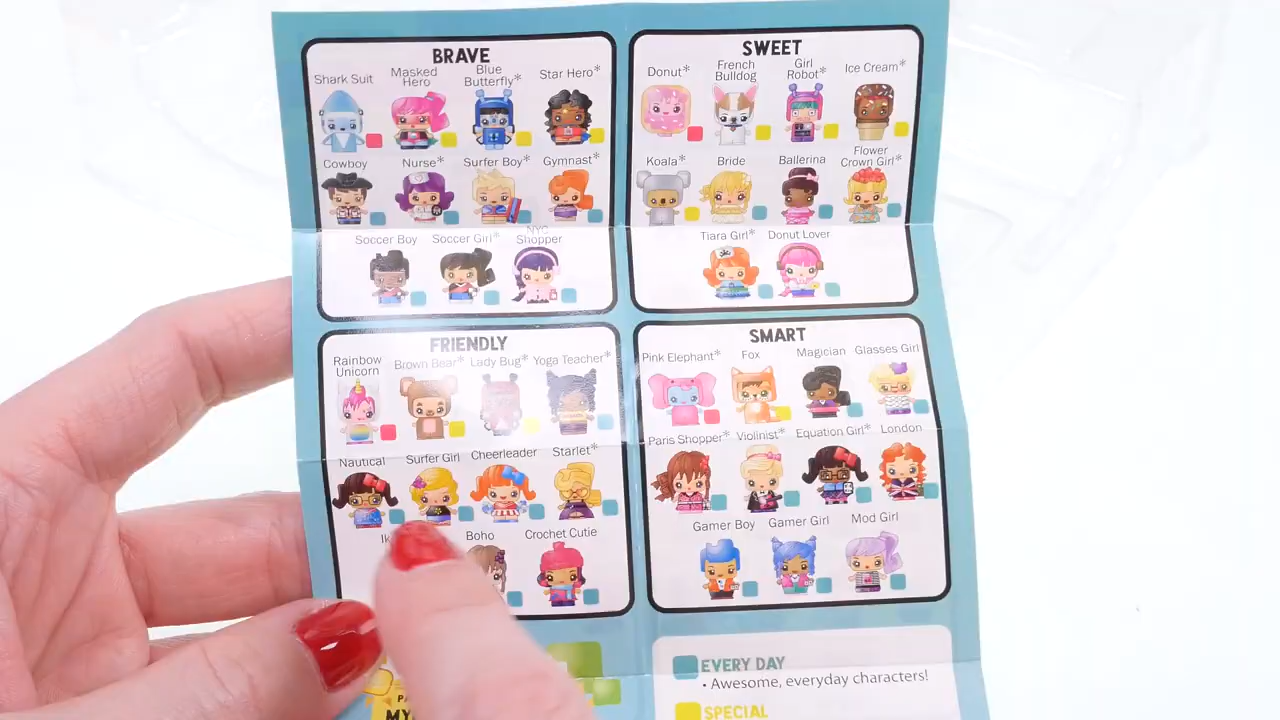 BRAVE
Shark Suit
Masked
Hero
Blue
Butterfly*
Star Hero*
Cowboy
Nurse*
Surfer Boy*
Gymnast*
Soccer Boy
Soccer Girl*
NYC
Shopper
SWEET
Donut*
French
Bulldog
Girl
Robot*
Ice Cream*
Koala*
Bride
Ballerina
Flower
Crown Girl*
Tiara Girl*
Donut Lover
FRIENDLY
Rainbow
Unicorn
Brown Bear*
Lady Bug*
Yoga Teacher*
Nautical
Surfer Girl
Cheerleader
Starlet*
Boho
Crochet Cutie
SMART
Pink Elephant*
Fox
Magician
Glasses Girl
Paris Shopper*
Violinist*
Equation Girl*
London
Gamer Boy
Gamer Girl
Mod Girl
EVERY DAY
• Awesome, everyday characters!
SPECIAL